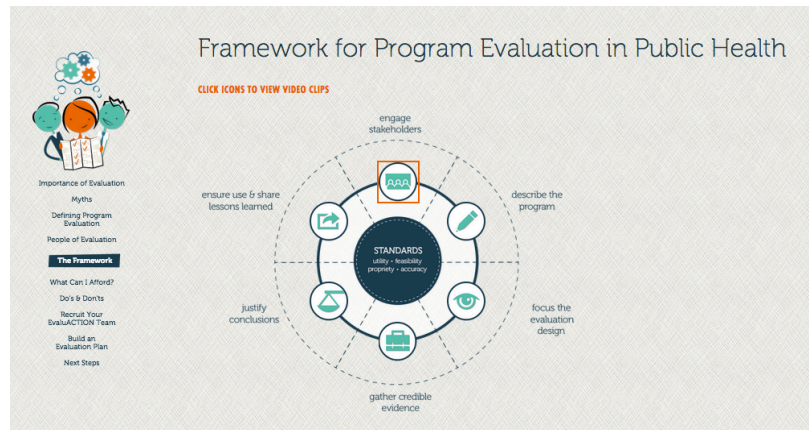 Framework for Program Evaluation in Public Health
CLICK ICONS TO VIEW VIDEO CLIPS
Importance of Evaluation
Myths
Defining Program
Evaluation
People of Evaluation
The Framework
What Can I Afford?
Do's & Don'ts
Recruit Your
EvaluACTION Team
Build an
Evaluation Plan
Next Steps
engage
stakeholders
describe the
program
focus the
evaluation
design
gather credible
evidence
justify
conclusions
ensure use & share
lessons learned
STANDARDS
utility • feasibility
propriety • accuracy